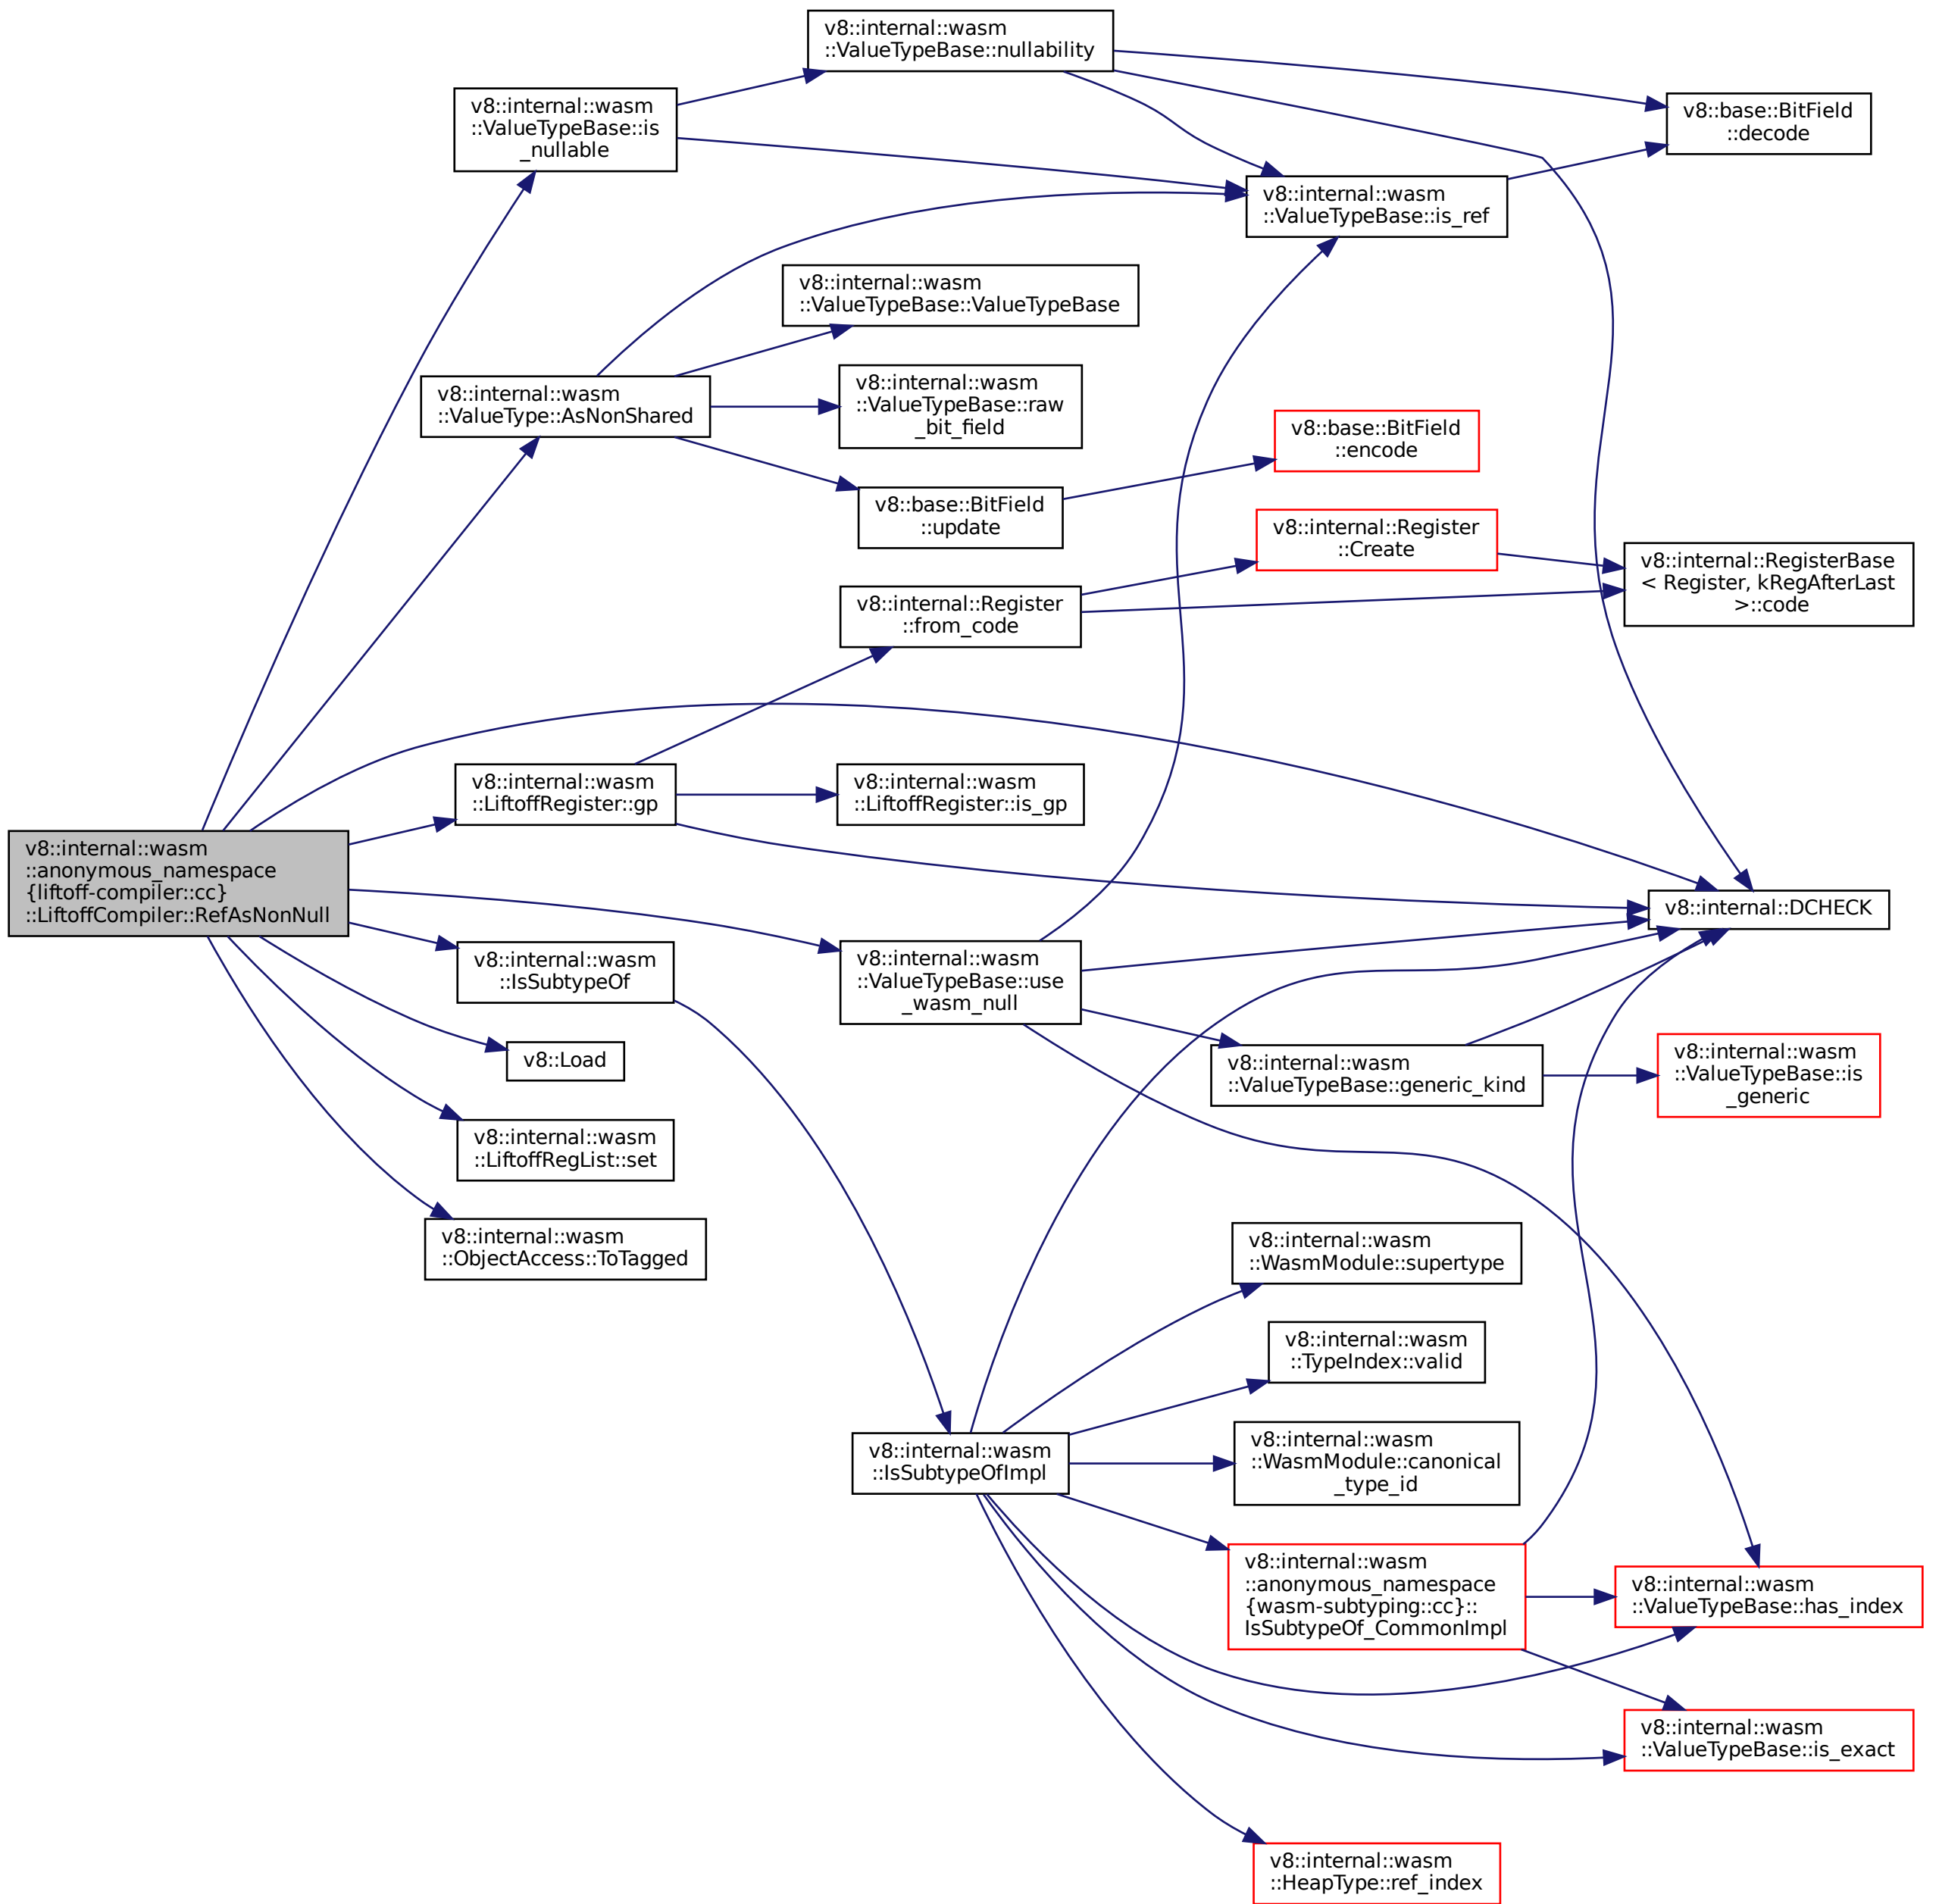 v8::internal::wasm
::ValueTypeBase::nullability
v8::internal::wasm
::ValueTypeBase::is
_nullable
v8::base::BitField
::decode
v8::internal::wasm
::ValueTypeBase::is_ref
v8::internal::wasm
::ValueTypeBase::ValueTypeBase
v8::internal::wasm
::ValueType::AsNonShared
v8::internal::wasm
::ValueTypeBase::raw
_bit_field
v8::base::BitField
::encode
v8::base::BitField
::update
v8::internal::Register
::Create
v8::internal::RegisterBase
< Register, kRegAfterLast
>::code
v8::internal::Register
::from_code
v8::internal::wasm
::LiftoffRegister::gp
v8::internal::wasm
::LiftoffRegister::is_gp
v8::internal::wasm
::anonymous_namespace
{liftoff-compiler::cc}
::LiftoffCompiler::RefAsNonNull
v8::internal::DCHECK
v8::internal::wasm
::IsSubtypeOf
v8::internal::wasm
::ValueTypeBase::use
_wasm_null
v8::Load
v8::internal::wasm
::ValueTypeBase::generic_kind
v8::internal::wasm
::ValueTypeBase::is
_generic
v8::internal::wasm
::LiftoffRegList::set
v8::internal::wasm
::ObjectAccess::ToTagged
v8::internal::wasm
::WasmModule::supertype
v8::internal::wasm
::TypeIndex::valid
v8::internal::wasm
::IsSubtypeOfImpl
v8::internal::wasm
::WasmModule::canonical
_type_id
v8::internal::wasm
::anonymous_namespace
{wasm-subtyping::cc}::
IsSubtypeOf_CommonImpl
v8::internal::wasm
::ValueTypeBase::has_index
v8::internal::wasm
::ValueTypeBase::is_exact
v8::internal::wasm
::HeapType::ref_index